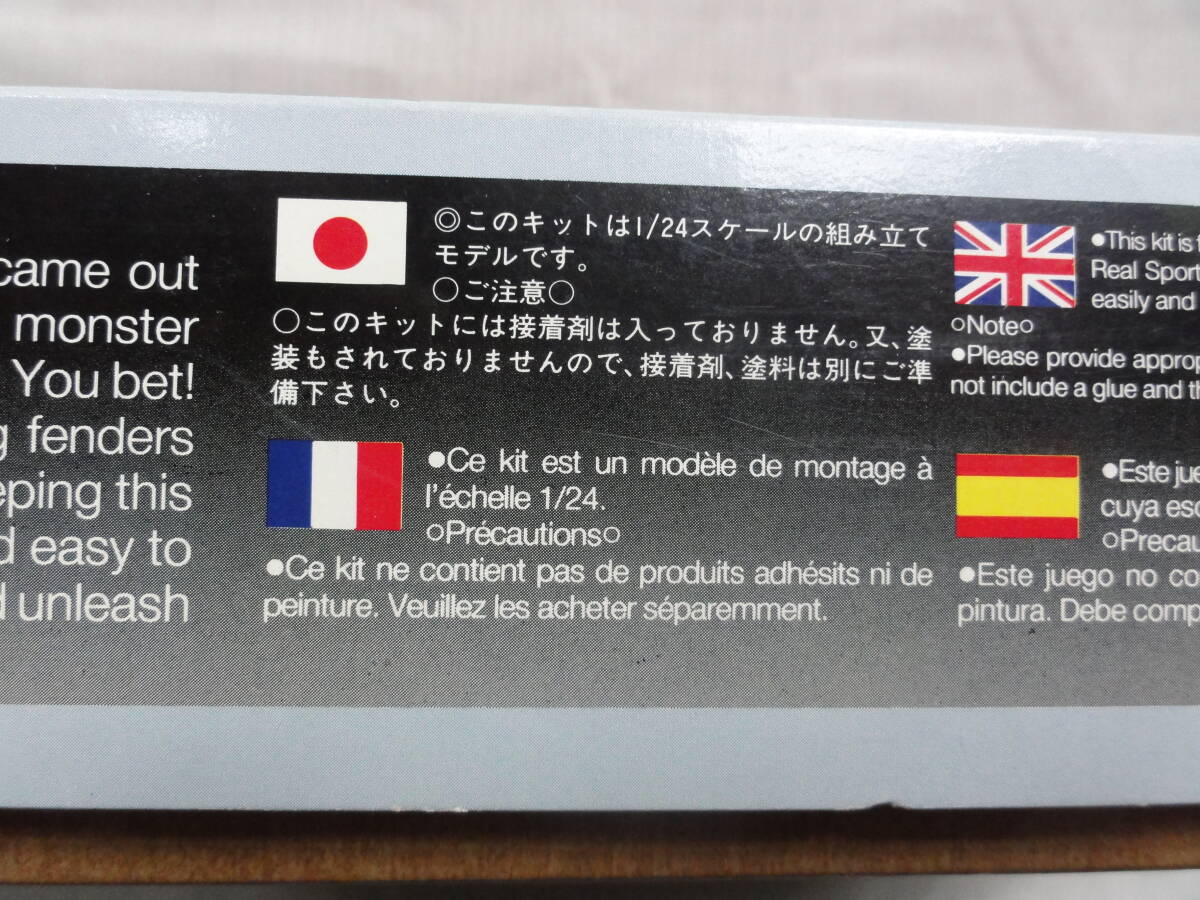 came out
monster
You bet!
fenders
this
easy to
unleash
◎このキットは1/24スケールの組み立て
モデルです。
○ご注意○
○このキットには接着剤は入っておりません。又、塗
装もされておりませんので、接着剤、塗料は別にご準
備下さい。
●This kit is
Real Sport
easily and
○Note○
●Please provide approp
not include a glue and th
●Ce kit est un modèle de montage à
l'échelle 1/24.
○Précautions○
●Ce kit ne contient pas de produits adhésits ni de
peinture. Veuillez les acheter séparemment.
●Este jue
cuya esc
○Precau
●Este juego no co
pintura. Debe comp